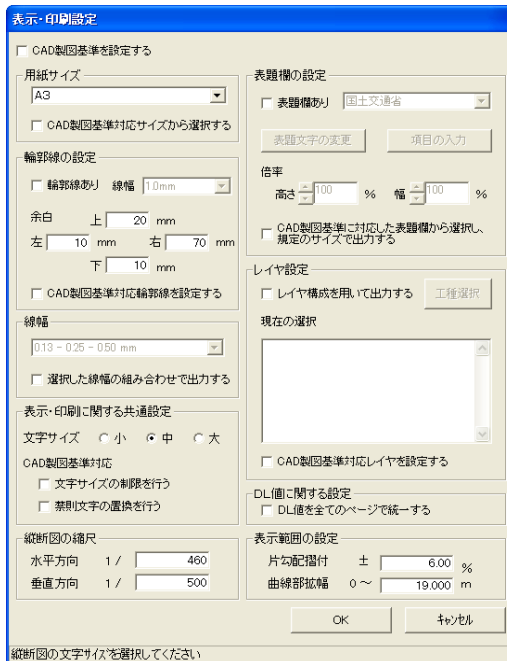 表示・印刷設定
CAD製図基準を設定する
用紙サイズ
A3
CAD製図基準対応サイズから選択する
輪郭線の設定
輪郭線あり 線幅 1.0mm
余白 上 20 mm
左 10 mm 右 70 mm
下 10 mm
CAD製図基準対応輪郭線を設定する
線幅
0.13 - 0.25 - 0.50 mm
選択した線幅の組み合わせで出力する
表示・印刷に関する共通設定
文字サイズ 小 中 大
CAD製図基準対応
文字サイズの制限を行う
禁則文字の置換を行う
縦断図の縮尺
水平方向 1 / 460
垂直方向 1 / 500
表題欄の設定
表題欄あり 国土交通省
表題文字の変更 項目の入力
倍率
高さ 100 % 幅 100 %
CAD製図基準に対応した表題欄から選択し、
規定のサイズで出力する
レイヤ設定
レイヤ構成を用いて出力する 工種選択
現在の選択
CAD製図基準対応レイヤを設定する
DL値に関する設定
DL値を全てのページで統一する
表示範囲の設定
片勾配摺付 ± 6.00 %
曲線部拡幅 0 ～ 19.000 m
OK キャンセル
縦断図の文字サイズを選択してください